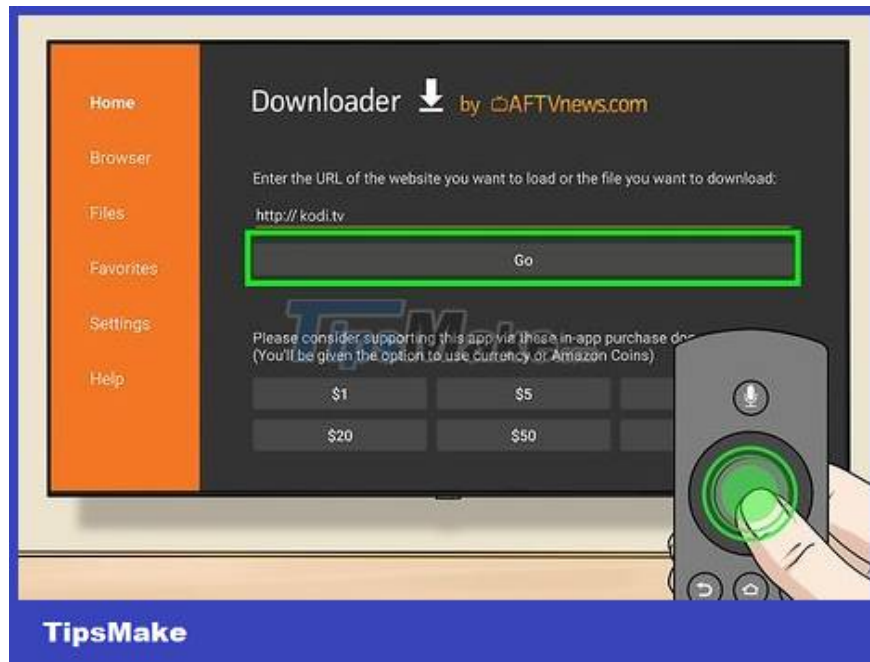 Home
Browser
Files
Favorites
Settings
Help
Downloader by AFTVnews.com
Enter the URL of the website you want to load or the file you want to download:
http:// kodi.tv
Go
Please consider supporting this app via these in-app purchase
(You'll be given the option to use currency or Amazon Coins)
$1
$5
$20
$50
TipsMake
TipsMake